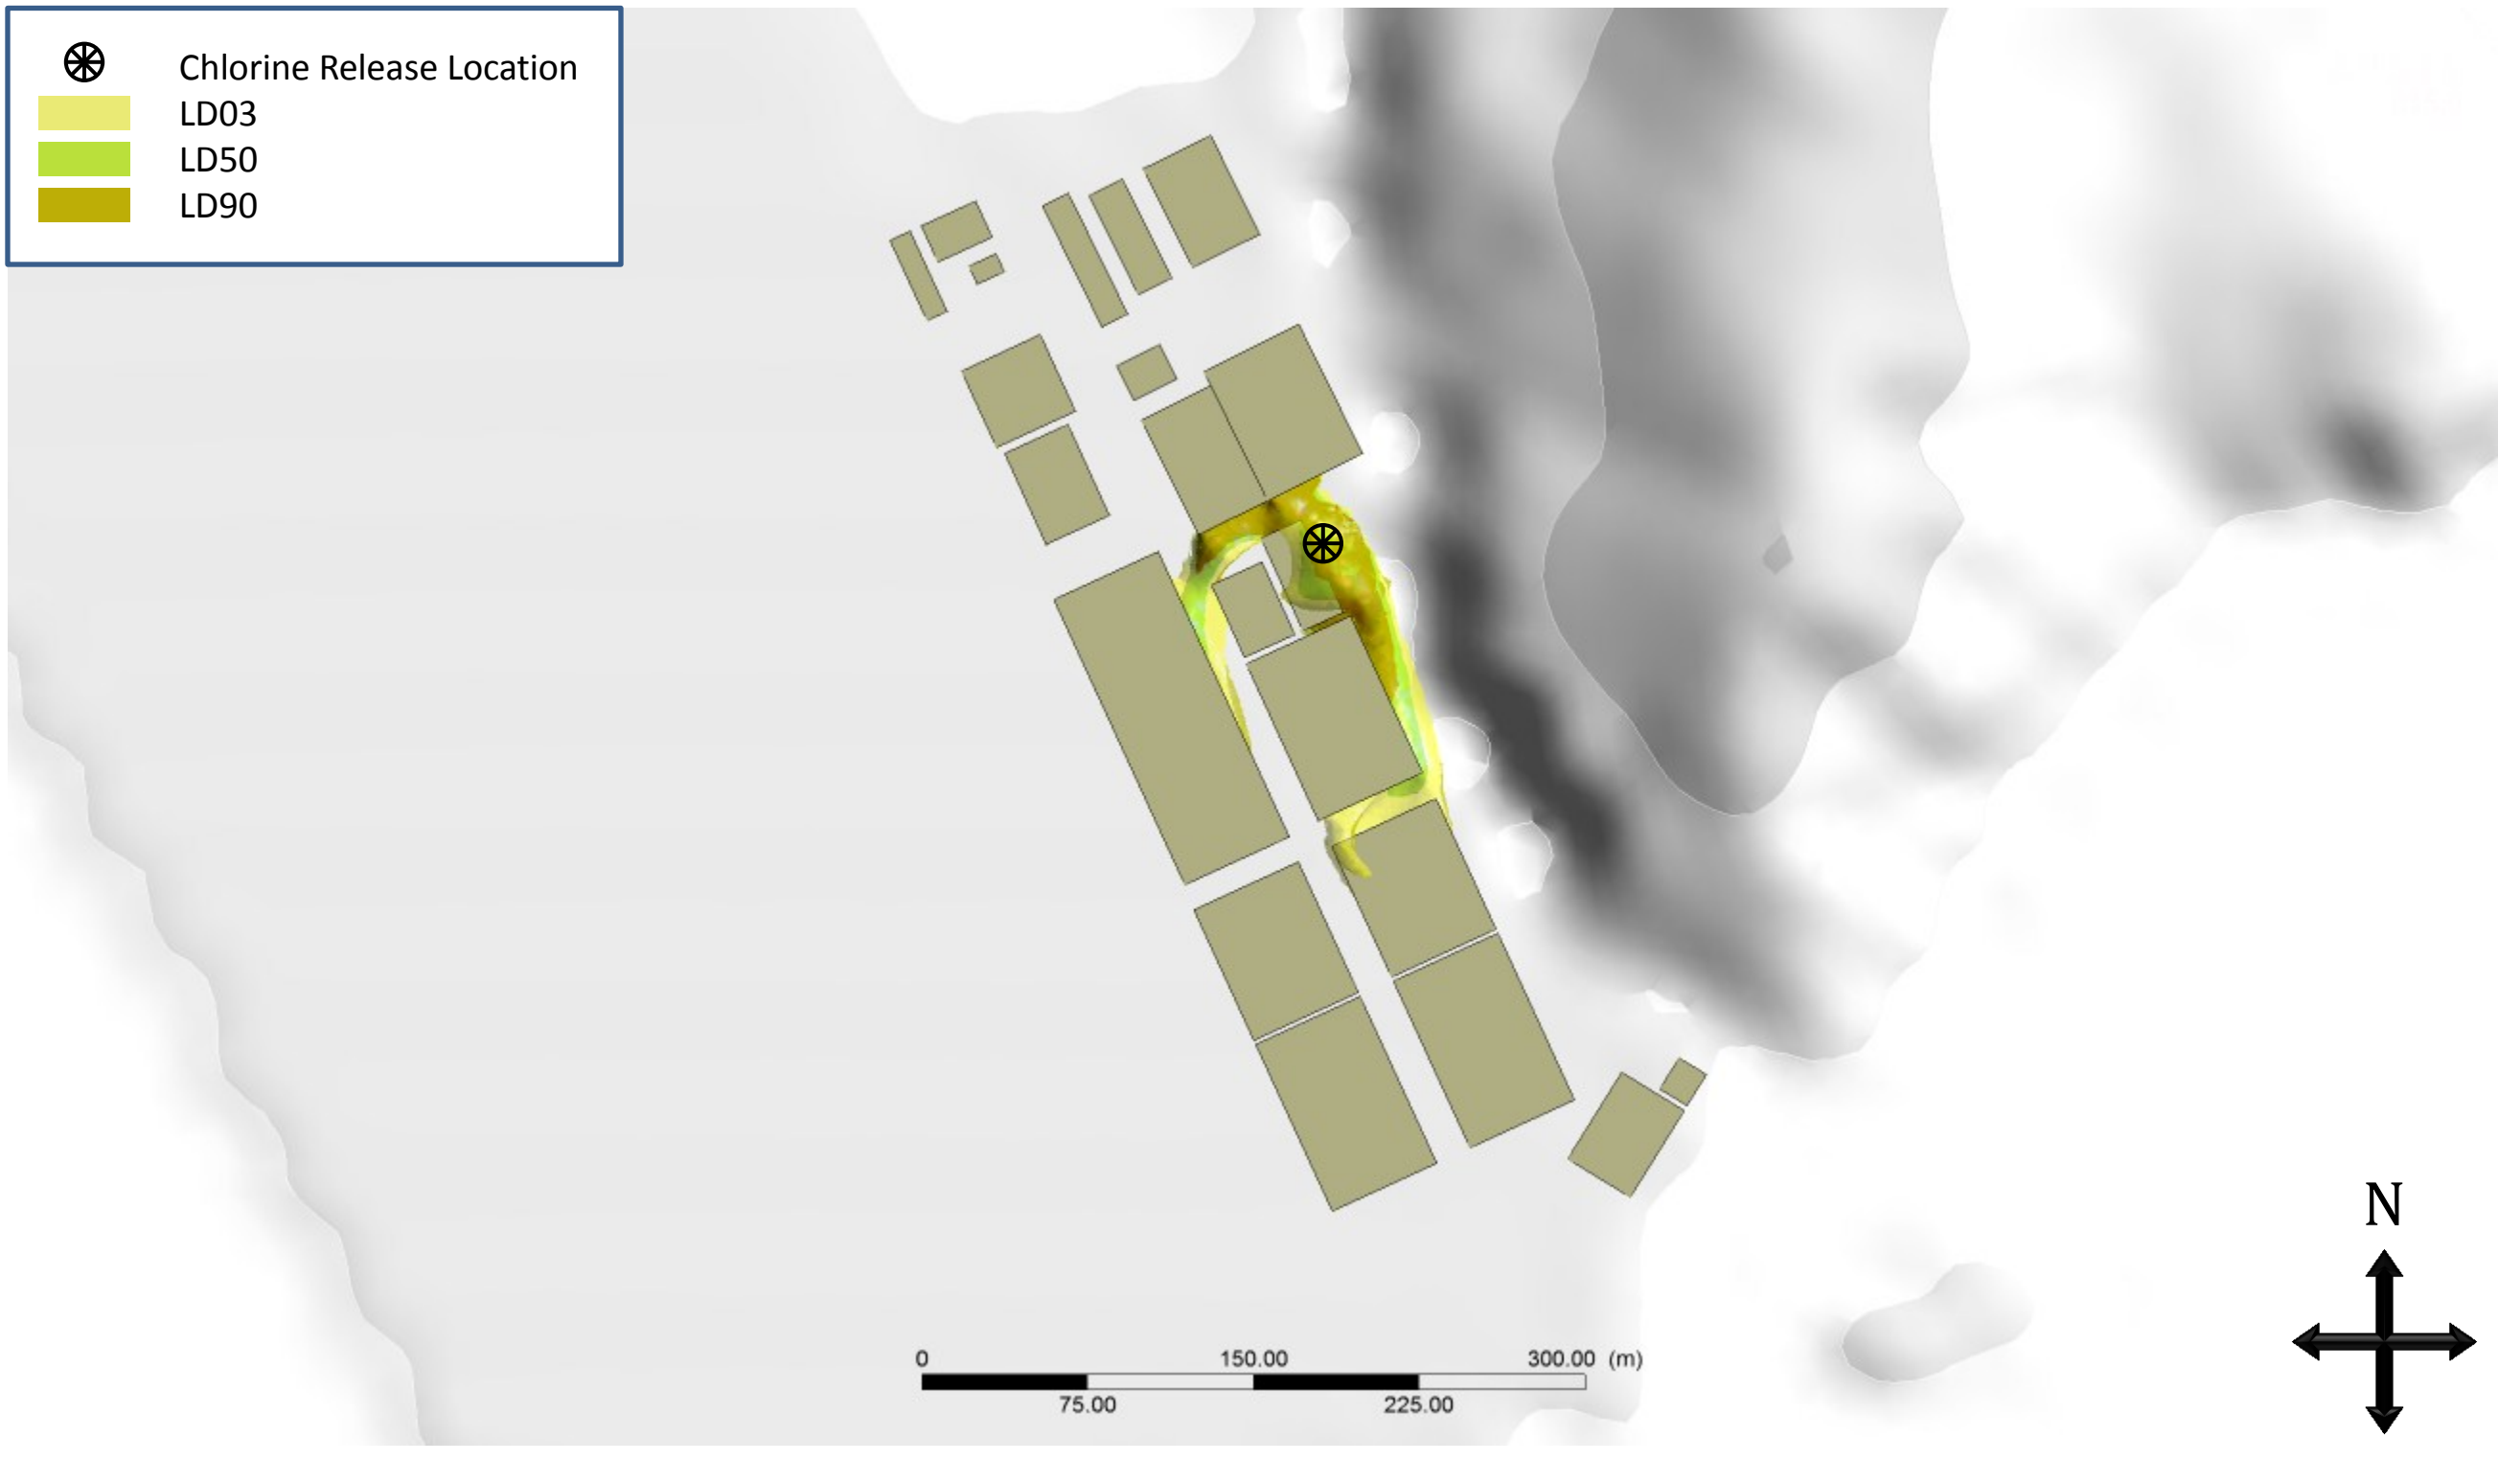 Chlorine Release Location
LD03
LD50
LD90
N
0 150.00 300.00 (m)
75.00 225.00